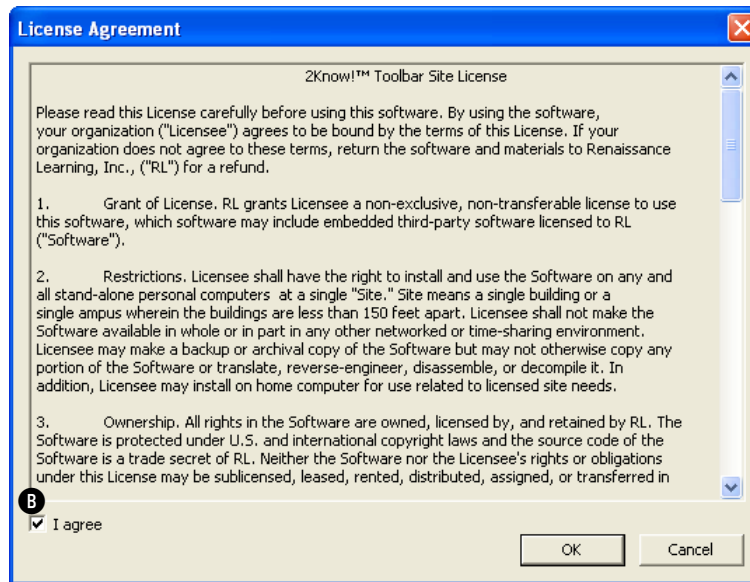 License Agreement
2Know!™ Toolbar Site License
Please read this License carefully before using this software. By using the software,
your organization ("Licensee") agrees to be bound by the terms of this License. If your
organization does not agree to these terms, return the software and materials to Renaissance
Learning, Inc., ("RL") for a refund.
1. Grant of License. RL grants Licensee a non-exclusive, non-transferable license to use
this software, which software may include embedded third-party software licensed to RL
("Software").
2. Restrictions. Licensee shall have the right to install and use the Software on any and
all stand-alone personal computers at a single "Site." Site means a single building or a
single ampus wherein the buildings are less than 150 feet apart. Licensee shall not make the
Software available in whole or in part in any other networked or time-sharing environment.
Licensee may make a backup or archival copy of the Software but may not otherwise copy any
portion of the Software or translate, reverse-engineer, disassemble, or decompile it. In
addition, Licensee may install on home computer for use related to licensed site needs.
3. Ownership. All rights in the Software are owned, licensed by, and retained by RL. The
Software is protected under U.S. and international copyright laws and the source code of the
Software is a trade secret of RL. Neither the Software nor the Licensee's rights or obligations
under this License may be sublicensed, leased, rented, distributed, assigned, or transferred in
B
I agree
OK Cancel